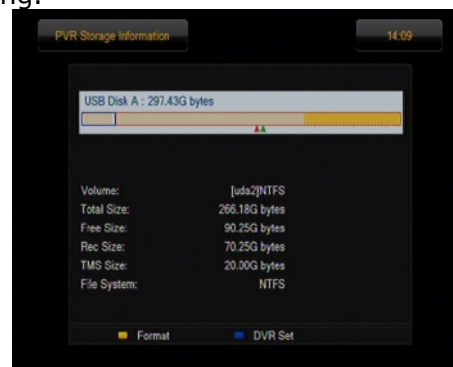 ng.
PVR Storage Information 14:09
USB Disk A : 297.43G bytes
Volume: [uda2]NTFS
Total Size: 266.18G bytes
Free Size: 90.25G bytes
Rec Size: 70.25G bytes
TMS Size: 20.00G bytes
File System: NTFS
Format DVR Set